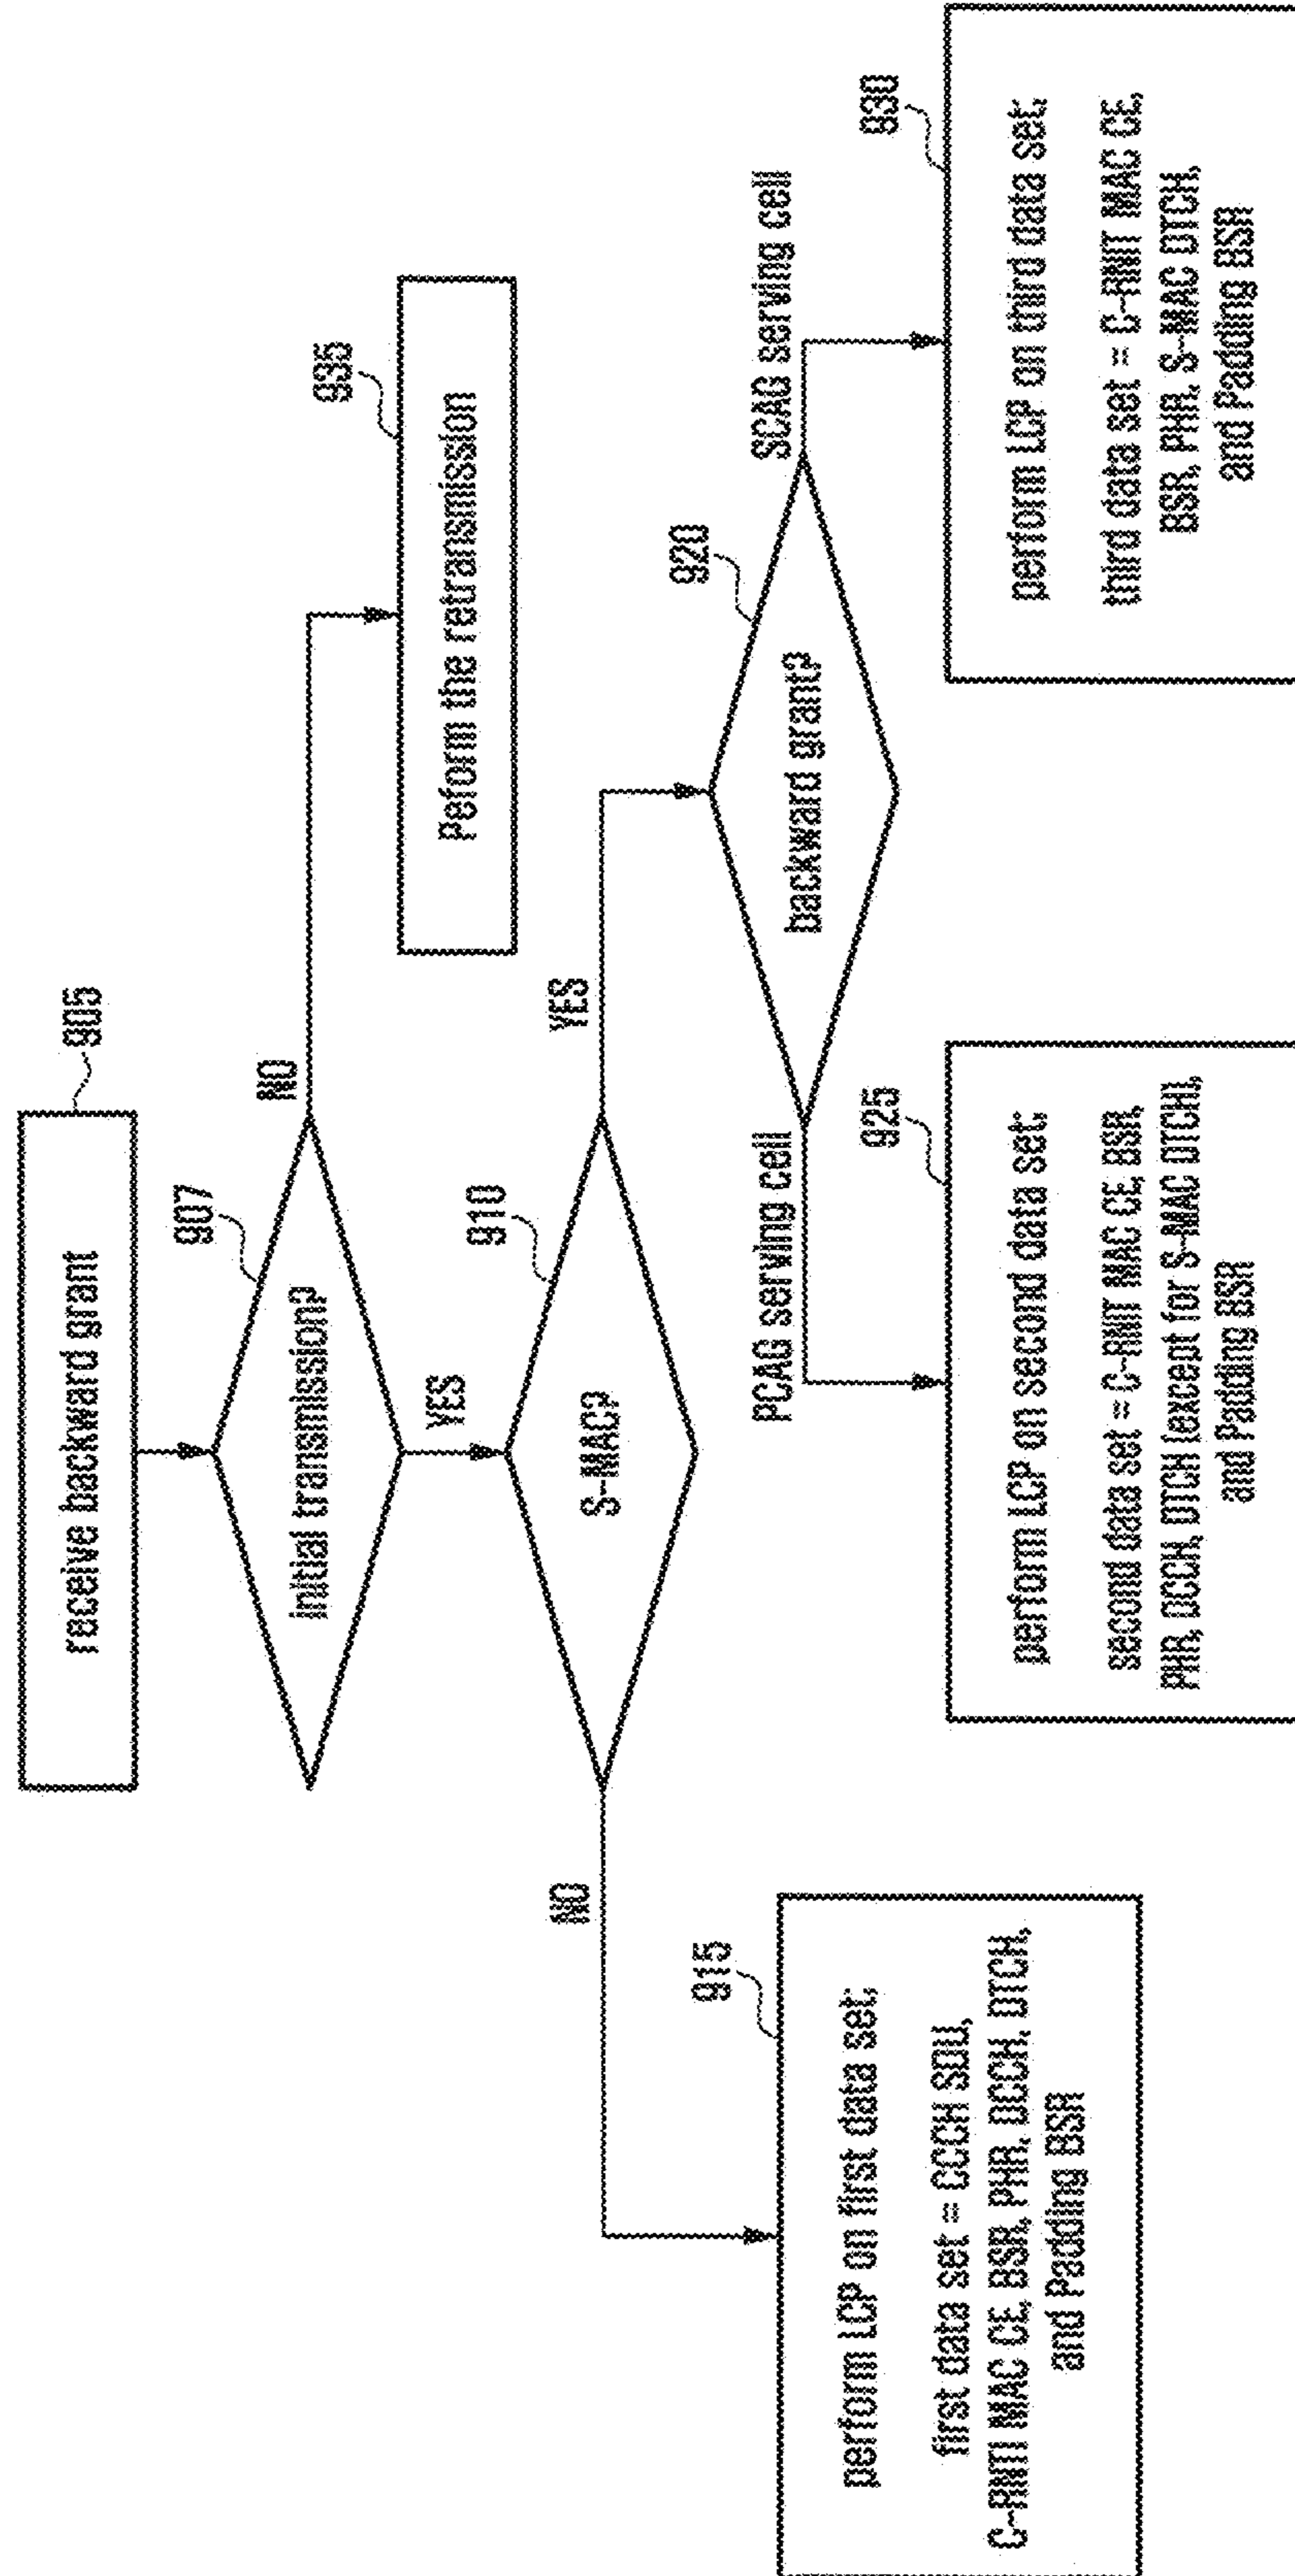 receive backward grant
905
907
initial transmission?
NO
935
Peform the retransmission
YES
910
S-MAC?
YES
NO
920
backward grant?
PCAG serving cell
SCAG serving cell
915
perform LCP on first data set;
first data set = CCCH SDU,
C-RNTI MAC CE, BSR, PHR, DCCH, DTCH,
and Padding BSR
925
perform LCP on second data set;
second data set = C-RNIT MAC CE, BSR,
PHR, DCCH, DTCH (except for S-MAC DTCH),
and Padding BSR
930
perform LCP on third data set;
third data set = C-RNIT MAC CE,
BSR, PHR, S-MAC DTCH,
and Padding BSR